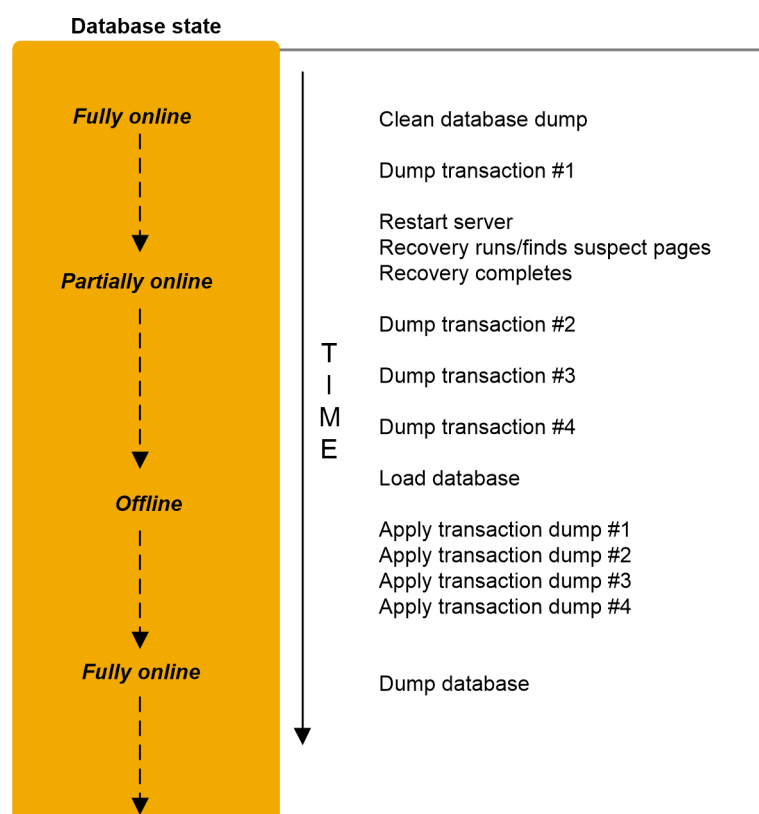 Database state
Fully online
Clean database dump
Dump transaction #1
Restart server
Recovery runs/finds suspect pages
Recovery completes
Partially online
Dump transaction #2
Dump transaction #3
Dump transaction #4
T
I
M
E
Load database
Offline
Apply transaction dump #1
Apply transaction dump #2
Apply transaction dump #3
Apply transaction dump #4
Fully online
Dump database